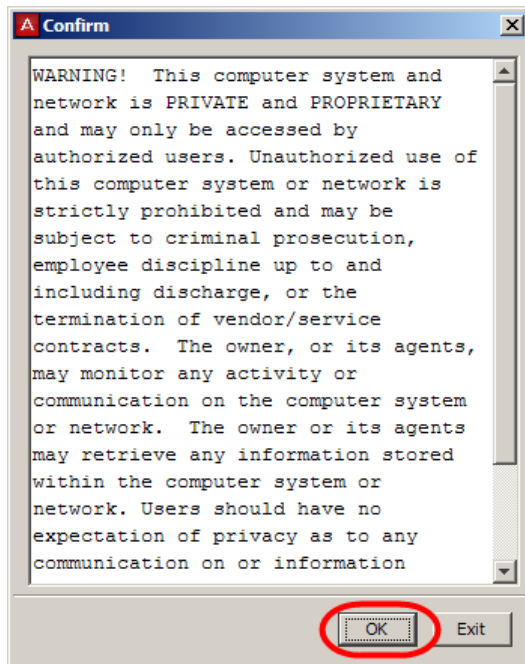 A Confirm
WARNING!  This computer system and
network is PRIVATE and PROPRIETARY
and may only be accessed by
authorized users. Unauthorized use of
this computer system or network is
strictly prohibited and may be
subject to criminal prosecution,
employee discipline up to and
including discharge, or the
termination of vendor/service
contracts.  The owner, or its agents,
may monitor any activity or
communication on the computer system
or network.  The owner or its agents
may retrieve any information stored
within the computer system or
network. Users should have no
expectation of privacy as to any
communication on or information
OK Exit